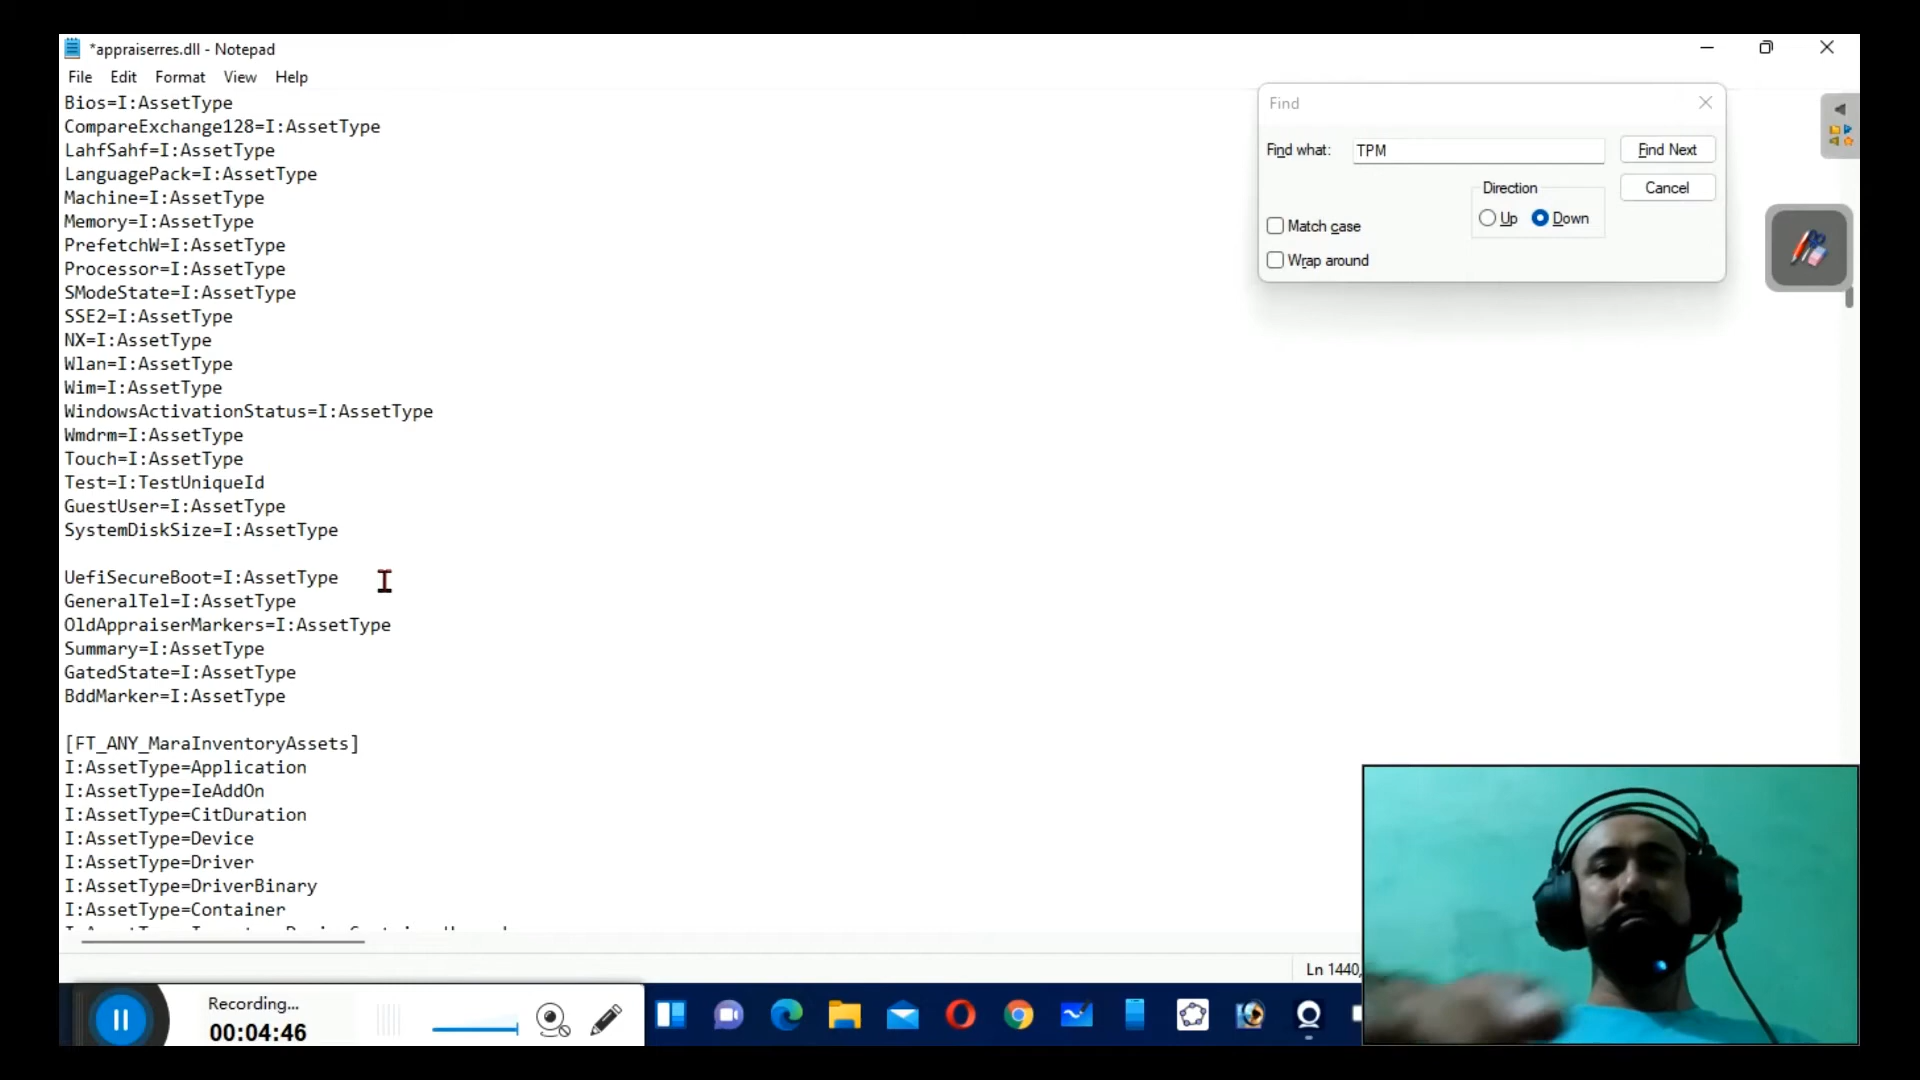 *appraiserres.dll - Notepad
File Edit Format View Help
Bios=I:AssetType
CompareExchange128=I:AssetType
LahfSahf=I:AssetType
LanguagePack=I:AssetType
Machine=I:AssetType
Memory=I:AssetType
PrefetchW=I:AssetType
Processor=I:AssetType
SModeState=I:AssetType
SSE2=I:AssetType
NX=I:AssetType
Wlan=I:AssetType
Wim=I:AssetType
WindowsActivationStatus=I:AssetType
Wmdrm=I:AssetType
Touch=I:AssetType
Test=I:TestUniqueId
GuestUser=I:AssetType
SystemDiskSize=I:AssetType
UefiSecureBoot=I:AssetType
GeneralTel=I:AssetType
OldAppraiserMarkers=I:AssetType
Summary=I:AssetType
GatedState=I:AssetType
BddMarker=I:AssetType
[FT_ANY_MaraInventoryAssets]
I:AssetType=Application
I:AssetType=IeAddOn
I:AssetType=CitDuration
I:AssetType=Device
I:AssetType=Driver
I:AssetType=DriverBinary
I:AssetType=Container
Find
Find what: TPM Find Next
Direction Cancel
Up Down
Match case
Wrap around
Ln 1440,
Recording...
00:04:46